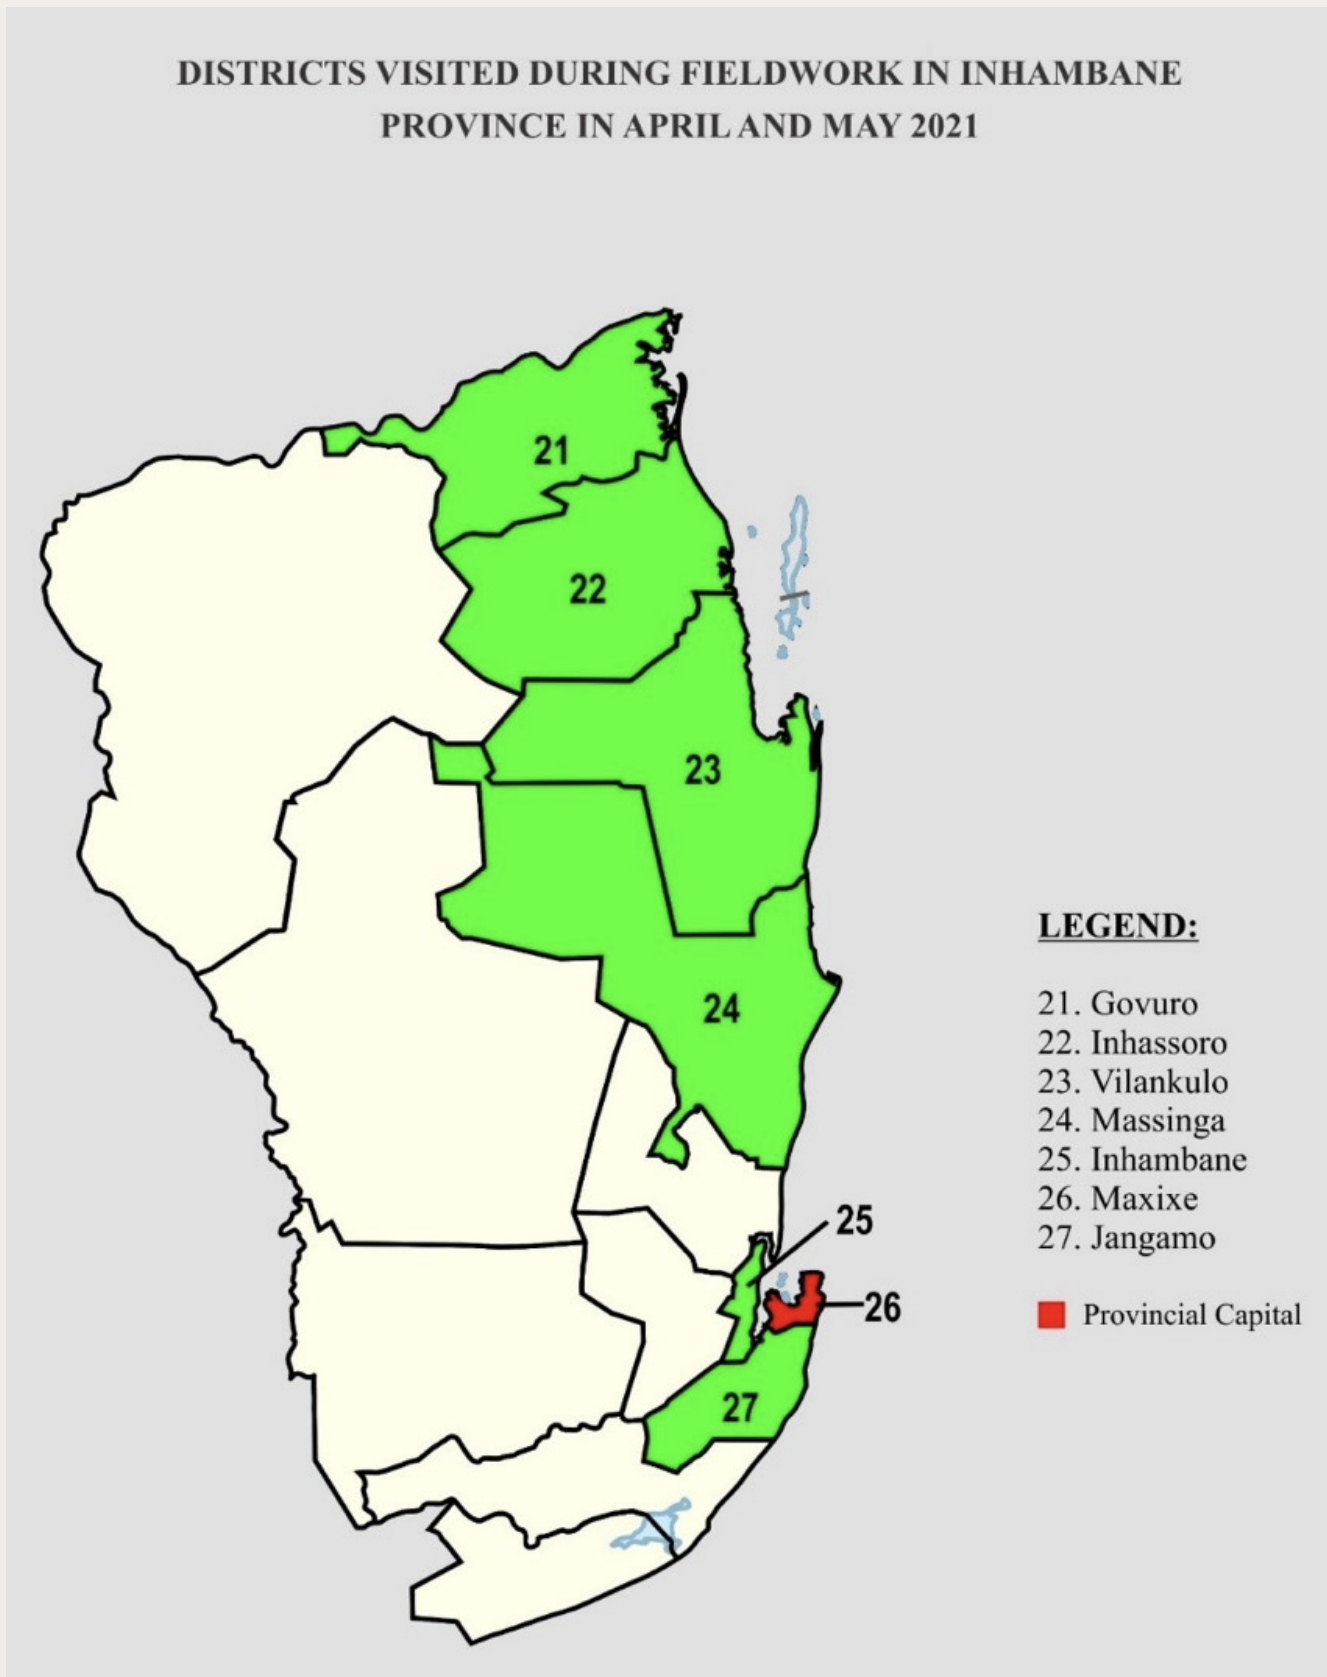 DISTRICTS VISITED DURING FIELDWORK IN INHAMBANE
PROVINCE IN APRIL AND MAY 2021
21
22
23
24
25
26
27
LEGEND:
21. Govuro
22. Inhassoro
23. Vilankulo
24. Massinga
25. Inhambane
26. Maxixe
27. Jangamo
Provincial Capital